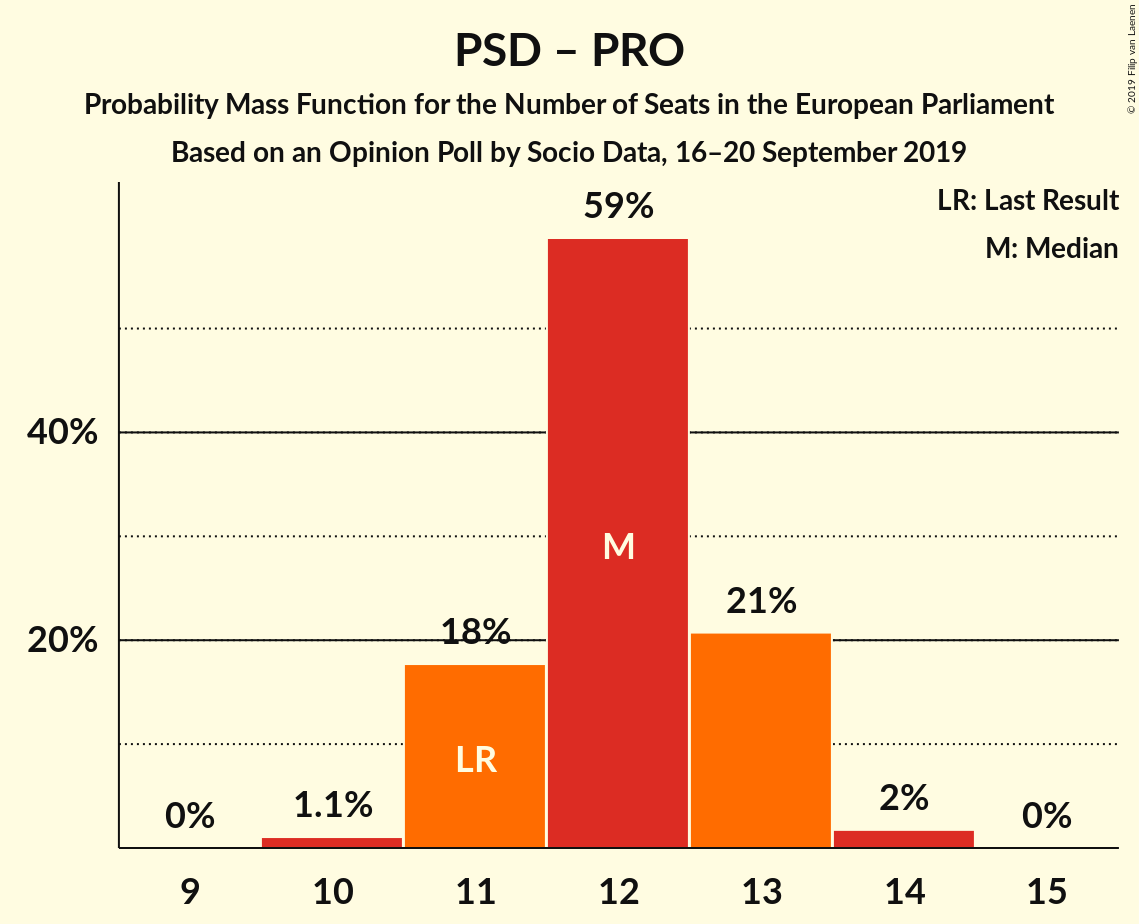 PSD – PRO
Probability Mass Function for the Number of Seats in the European Parliament
Based on an Opinion Poll by Socio Data, 16–20 September 2019
© 2019 Filip van Laenen
LR: Last Result
M: Median
59%
40%
M
21%
18%
20%
LR
0%
1.1%
2%
0%
9 10 11 12 13 14 15